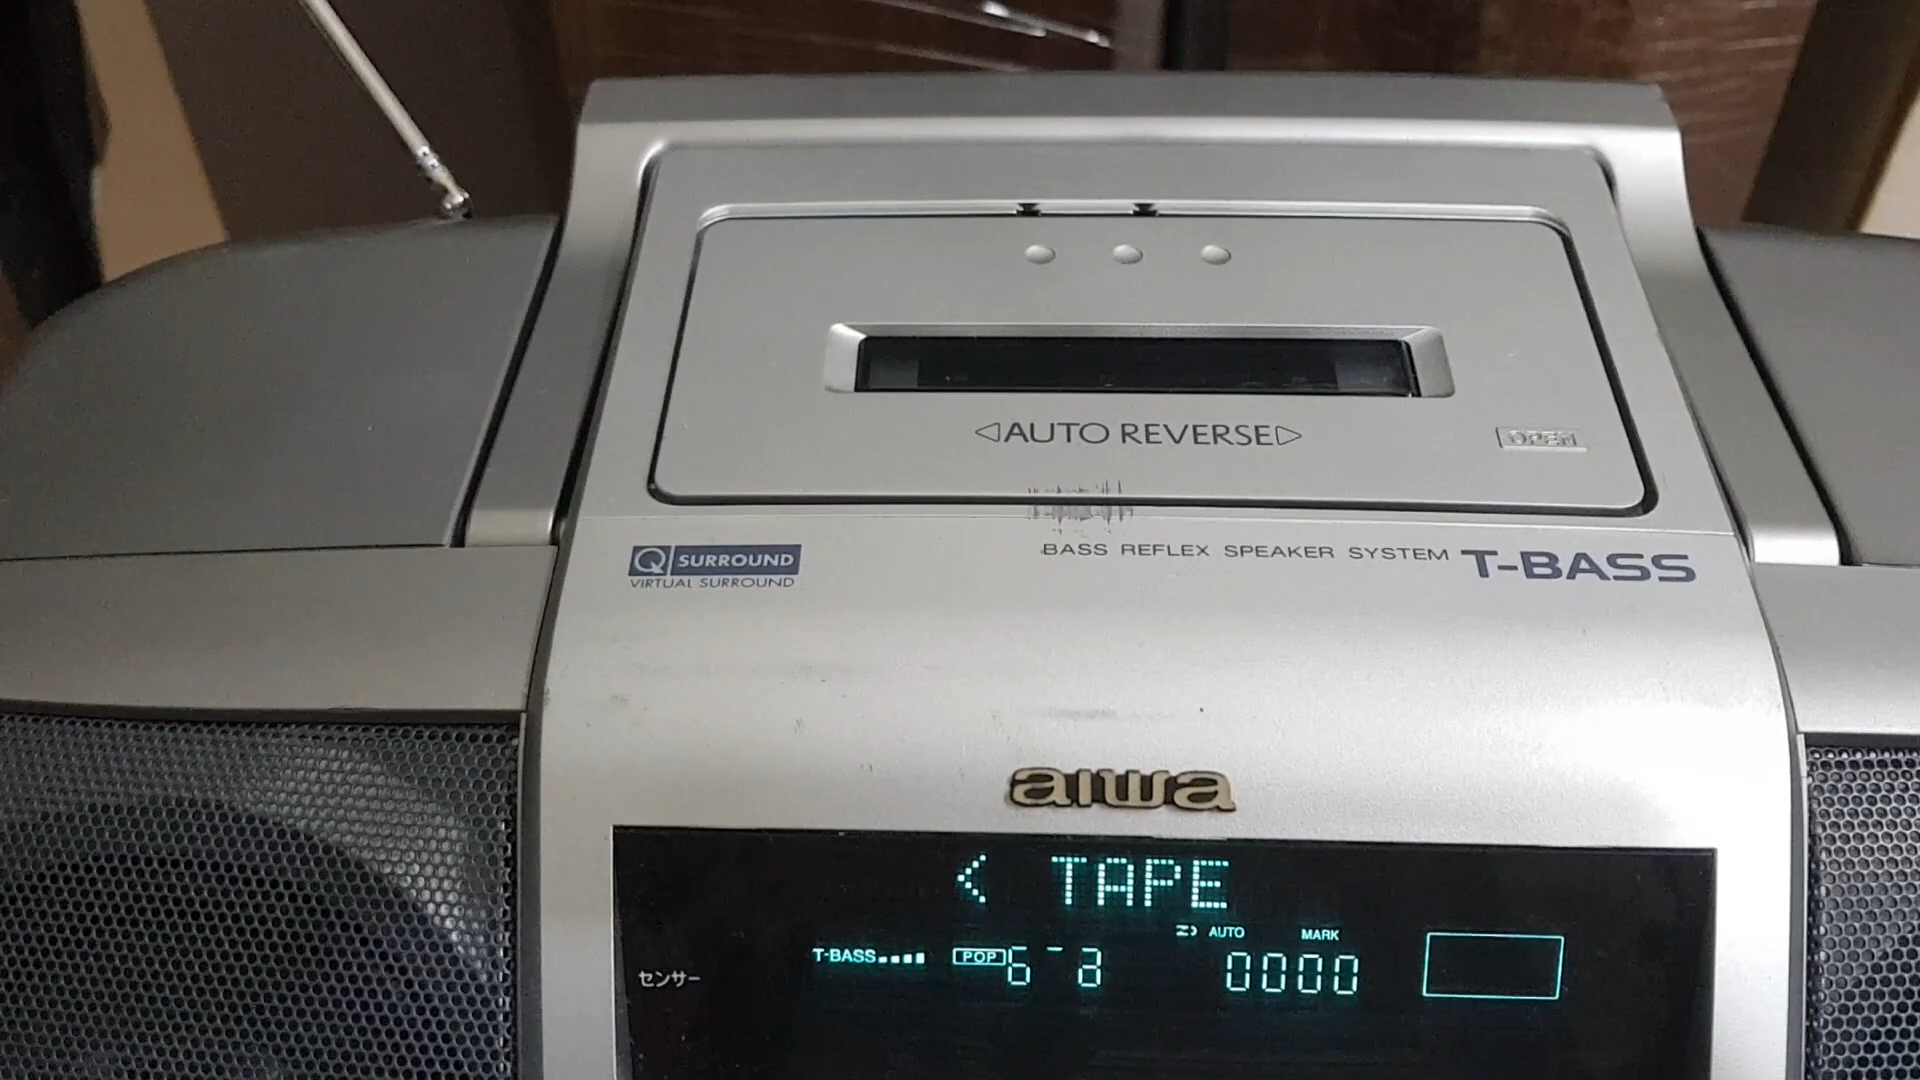 ◁AUTO REVERSE▷
OPEN
Q SURROUND
VIRTUAL SURROUND
BASS REFLEX SPEAKER SYSTEM T-BASS
aiwa
< TAPE
AUTO MARK
T-BASS POP
0000
センサー